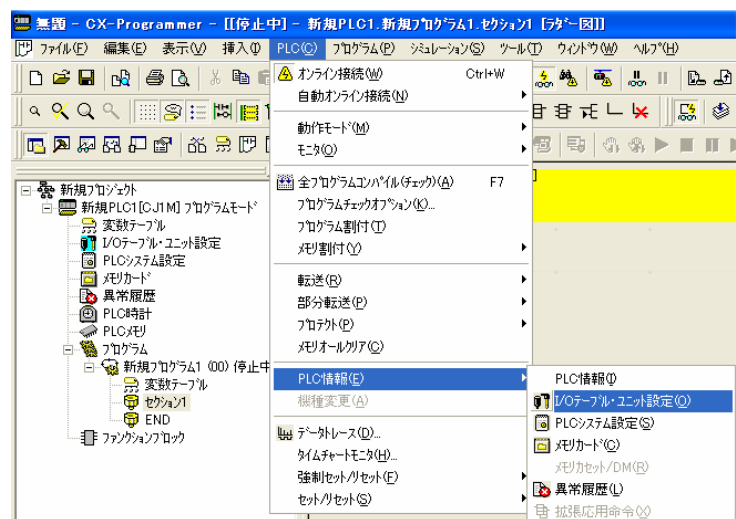 無題 - CX-Programmer - [[停止中] - 新規PLC1.新規ﾌﾟﾛｸﾞﾗﾑ1.ｾｸｼｮﾝ1 [ﾗﾀﾞｰ図]]
ﾌｧｲﾙ(F) 編集(E) 表示(V) 挿入(I) PLC(C) ﾌﾟﾛｸﾞﾗﾑ(P) ｼﾐｭﾚｰｼｮﾝ(S) ﾂｰﾙ(T) ｳｨﾝﾄﾞｳ(W) ﾍﾙﾌﾟ(H)
オンライン接続(W) Ctrl+W
自動オンライン接続(N)
動作ﾓｰﾄﾞ(M)
ﾓﾆﾀ(O)
全ﾌﾟﾛｸﾞﾗﾑｺﾝﾊﾟｲﾙ(ﾁｪｯｸ)(A) F7
ﾌﾟﾛｸﾞﾗﾑﾁｪｯｸｵﾌﾟｼｮﾝ(K)...
ﾌﾟﾛｸﾞﾗﾑ割付(T)
ﾒﾓﾘ割付(Y)
転送(R)
部分転送(P)
ﾌﾟﾛﾃｸﾄ(P)
ﾒﾓﾘｵｰﾙｸﾘｱ(C)
PLC情報(E)
機種変更(A)
ﾃﾞｰﾀﾄﾚｰｽ(D)...
ﾀｲﾑﾁｬｰﾄﾓﾆﾀ(H)...
強制ｾｯﾄ/ﾘｾｯﾄ(F)
ｾｯﾄ/ﾘｾｯﾄ(S)
PLC情報(I)
I/Oﾃｰﾌﾞﾙ・ﾕﾆｯﾄ設定(O)
PLCｼｽﾃﾑ設定(S)
ﾒﾓﾘｶｰﾄﾞ(C)
ﾒﾓﾘｶｾｯﾄ/DM(R)
異常履歴(L)
拡張応用命令(X)
新規ﾌﾟﾛｼﾞｪｸﾄ
新規PLC1[CJ1M] ﾌﾟﾛｸﾞﾗﾑﾓｰﾄﾞ
変数ﾃｰﾌﾞﾙ
I/Oﾃｰﾌﾞﾙ・ﾕﾆｯﾄ設定
PLCｼｽﾃﾑ設定
ﾒﾓﾘｶｰﾄﾞ
異常履歴
PLC時計
PLCﾒﾓﾘ
ﾌﾟﾛｸﾞﾗﾑ
新規ﾌﾟﾛｸﾞﾗﾑ1 (00) 停止中
変数ﾃｰﾌﾞﾙ
ｾｸｼｮﾝ1
END
ﾌｧﾝｸｼｮﾝﾌﾞﾛｯｸ